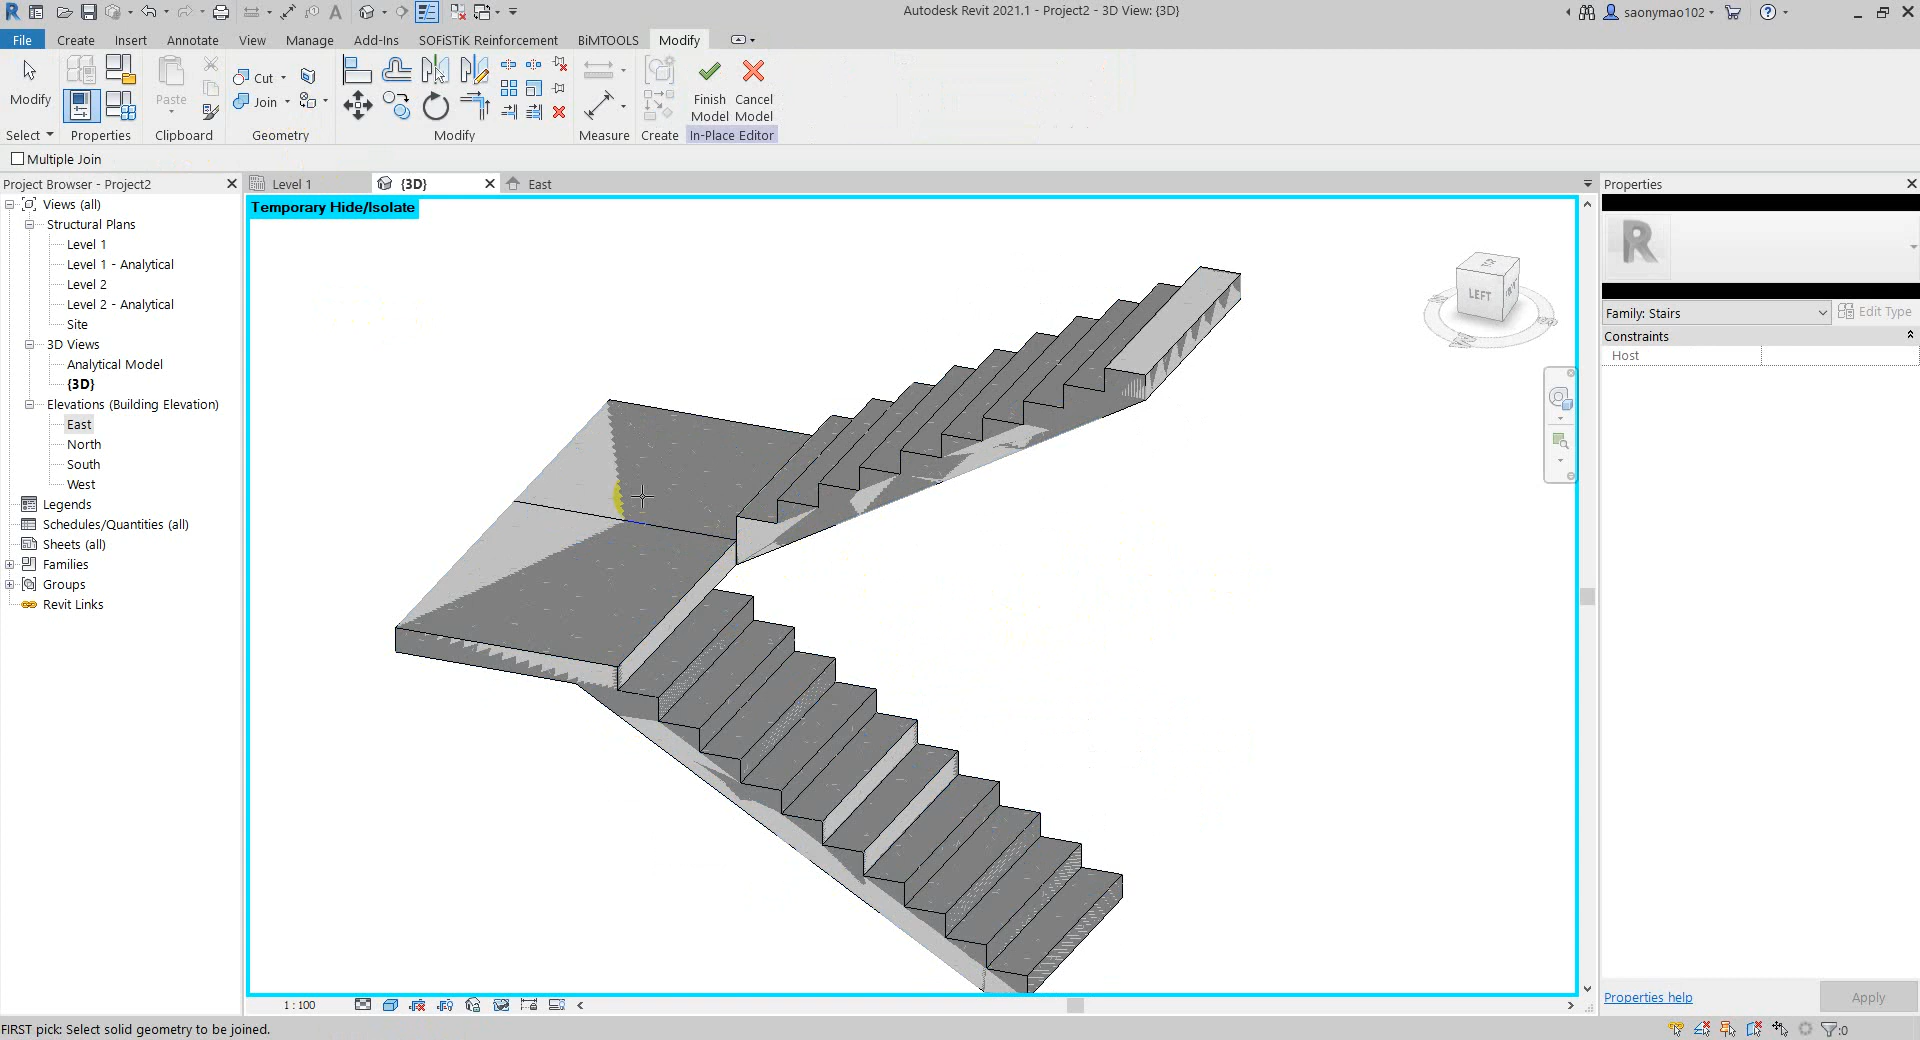 Autodesk Revit 2021.1 - Project2 - 3D View: {3D}
saonymao102
File Create Insert Annotate View Manage Add-Ins SOFiSTiK Reinforcement BiMTOOLS Modify
Modify
Paste
Cut
Join
Finish Model
Cancel Model
Select Properties Clipboard Geometry Modify Measure Create In-Place Editor
Multiple Join
Project Browser - Project2
Level 1
{3D}
East
Properties
Views (all)
Structural Plans
Level 1
Level 1 - Analytical
Level 2
Level 2 - Analytical
Site
3D Views
Analytical Model
{3D}
Elevations (Building Elevation)
East
North
South
West
Legends
Schedules/Quantities (all)
Sheets (all)
Families
Groups
Revit Links
Temporary Hide/Isolate
LEFT
Family: Stairs
Edit Type
Constraints
Host
Properties help
Apply
1 : 100
FIRST pick: Select solid geometry to be joined.
:0